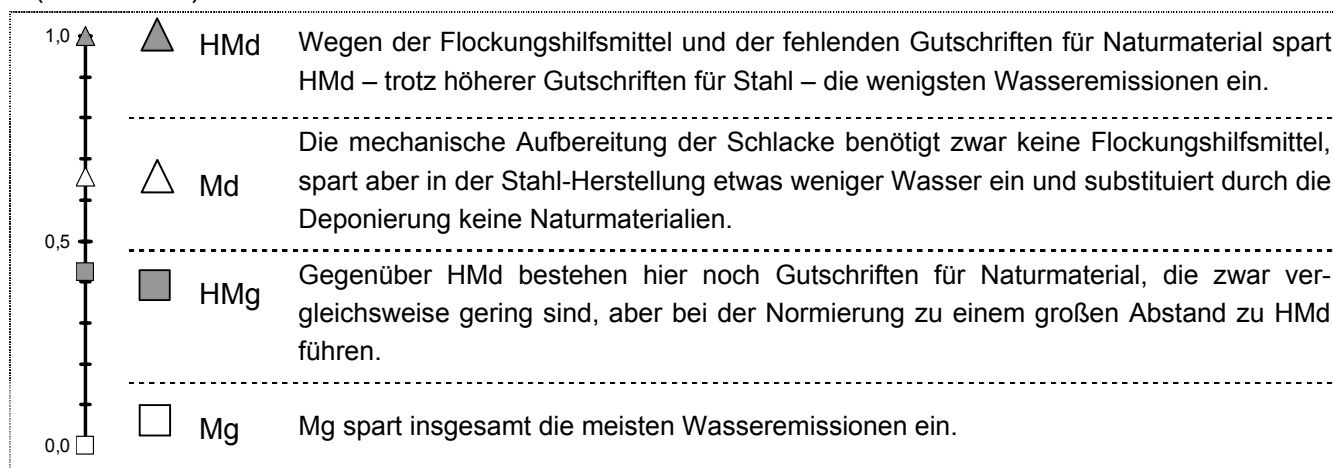 1,0
HMd Wegen der Flockungshilfsmittel und der fehlenden Gutschriften für Naturmaterial spart
HMd – trotz höherer Gutschriften für Stahl – die wenigsten Wasseremissionen ein.
Die mechanische Aufbereitung der Schlacke benötigt zwar keine Flockungshilfsmittel,
Md spart aber in der Stahl-Herstellung etwas weniger Wasser ein und substituiert durch die
Deponierung keine Naturmaterialien.
0,5
Gegenüber HMd bestehen hier noch Gutschriften für Naturmaterial, die zwar ver-
HMg gleichsweise gering sind, aber bei der Normierung zu einem großen Abstand zu HMd
führen.
Mg Mg spart insgesamt die meisten Wasseremissionen ein.
0,0